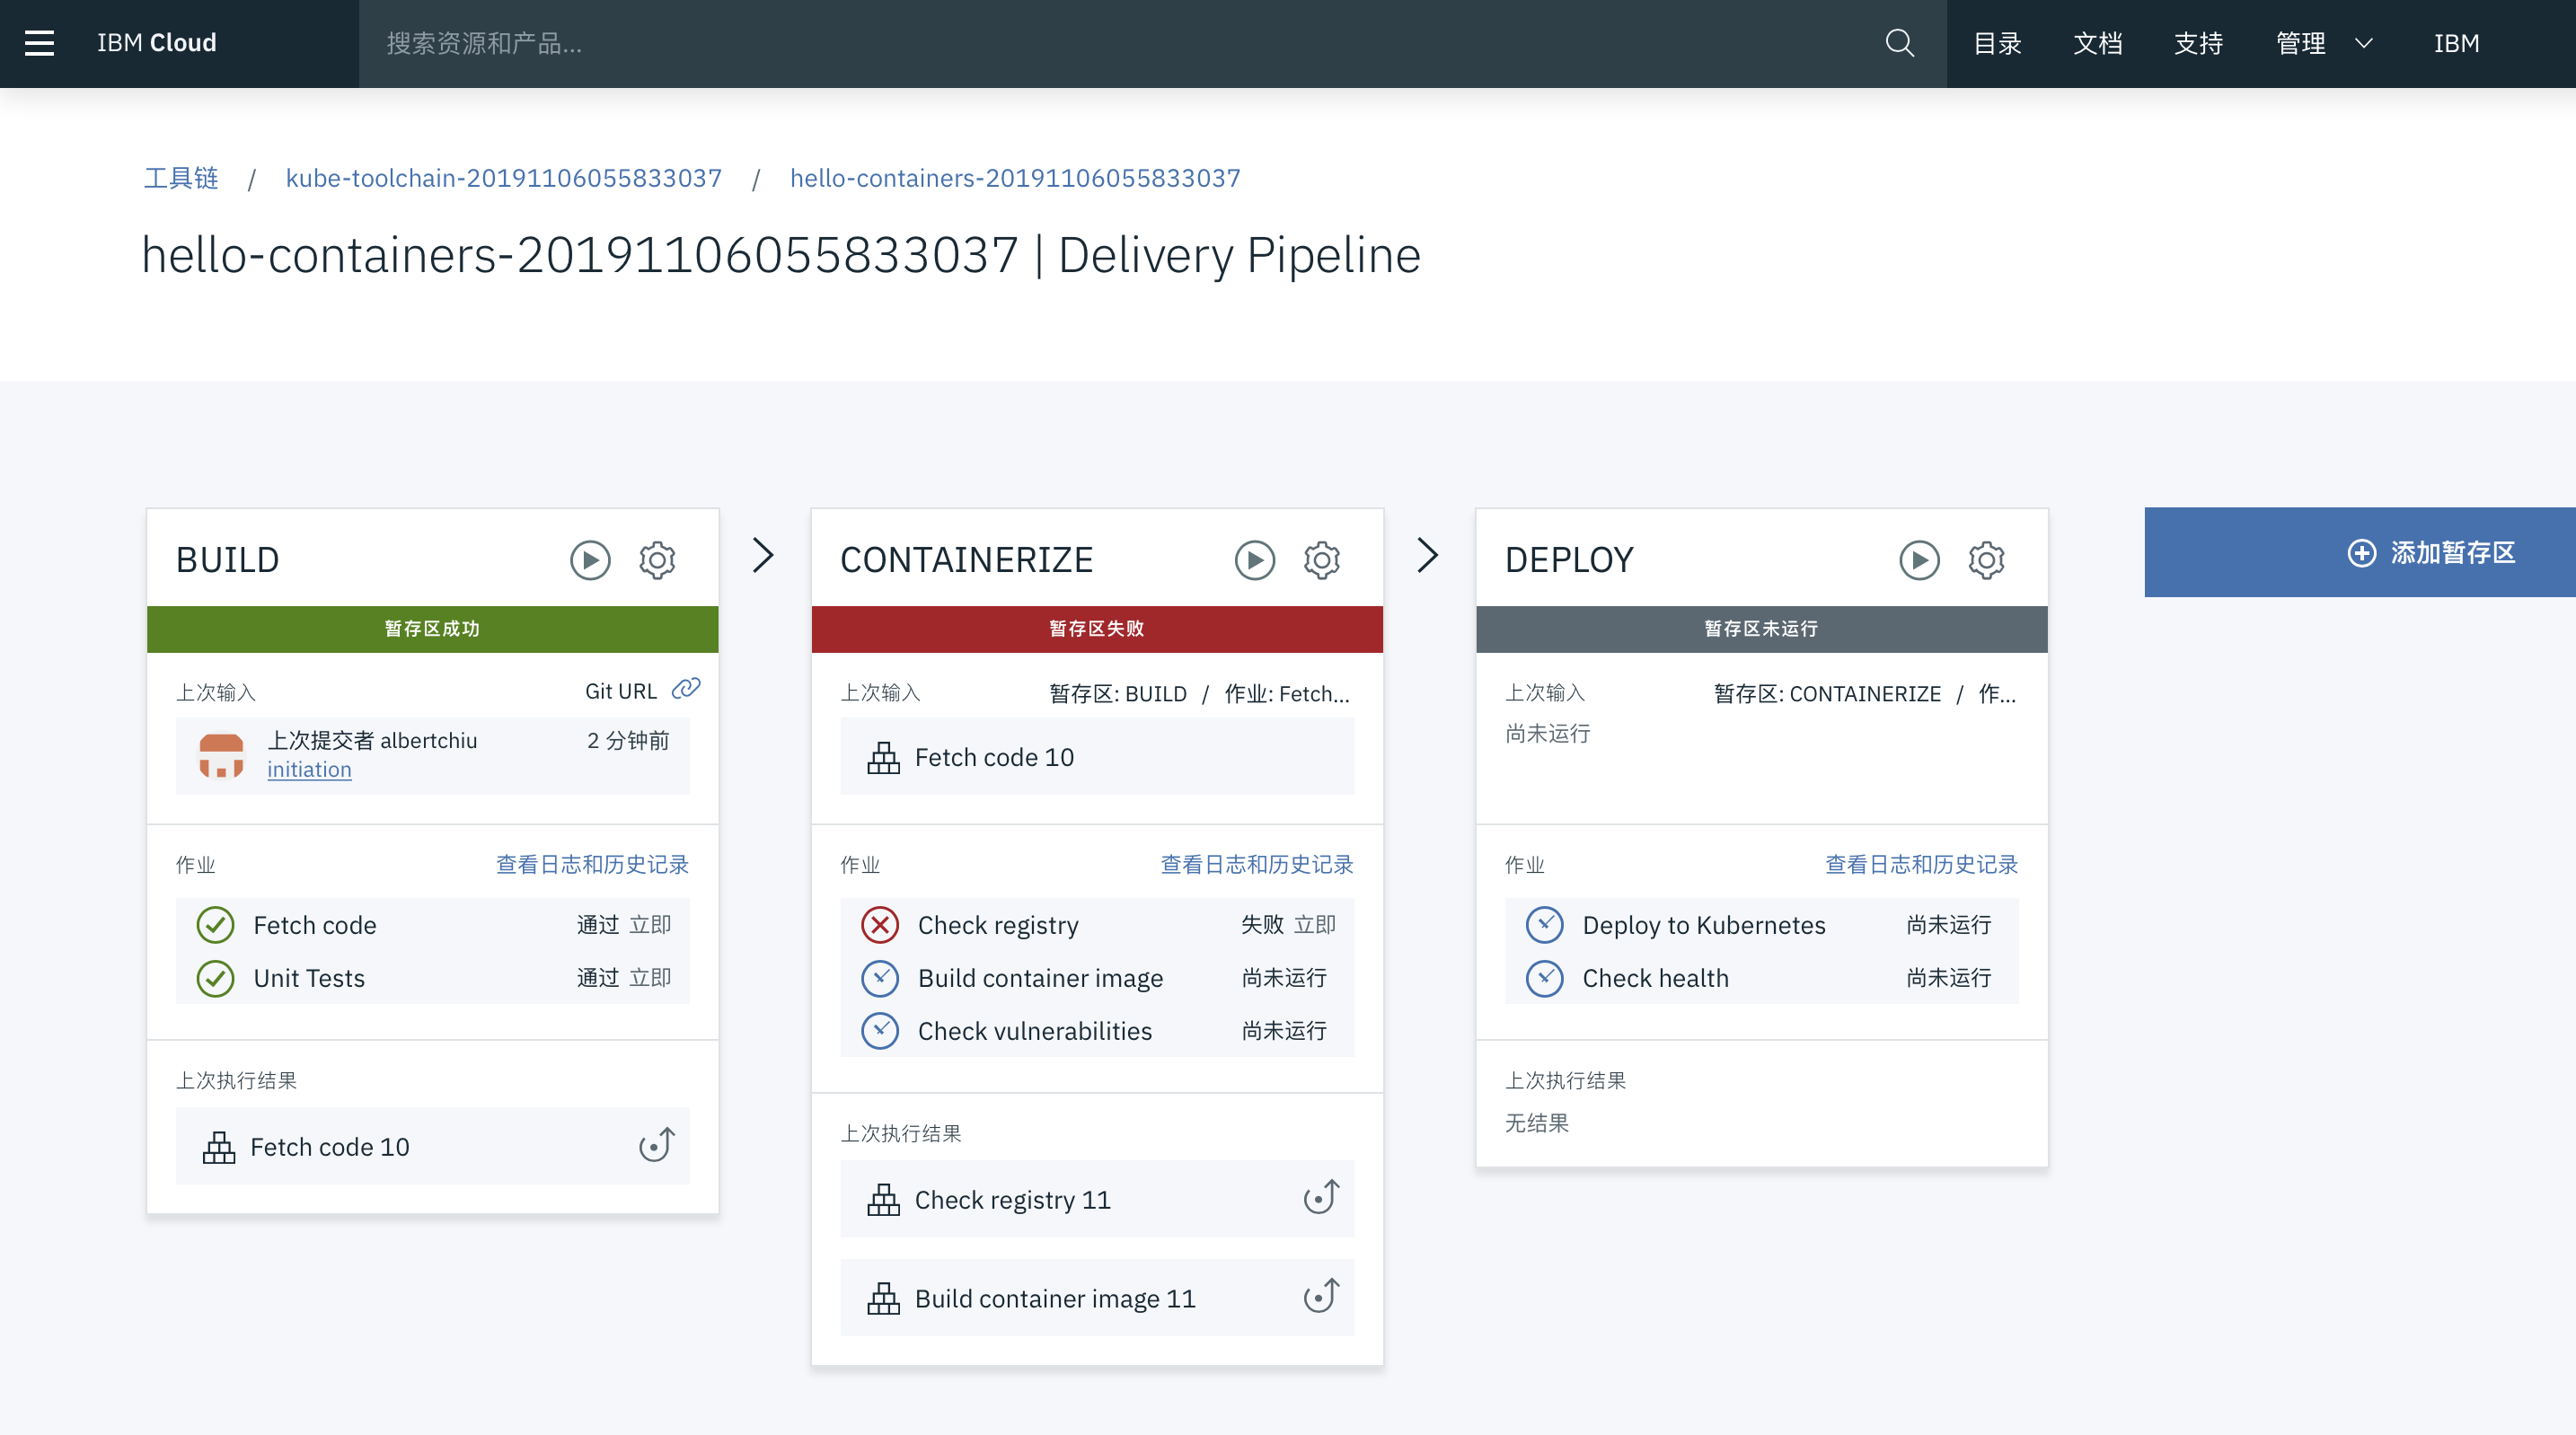 IBM Cloud
搜索资源和产品...
目录
文档
支持
管理
IBM
工具链 / kube-toolchain-20191106055833037 / hello-containers-20191106055833037
hello-containers-20191106055833037 | Delivery Pipeline
BUILD
暂存区成功
上次输入 Git URL
上次提交者 albertchiu 2 分钟前
initiation
作业 查看日志和历史记录
Fetch code 通过 立即
Unit Tests 通过 立即
上次执行结果
Fetch code 10
CONTAINERIZE
暂存区失败
上次输入 暂存区: BUILD / 作业: Fetch...
Fetch code 10
作业 查看日志和历史记录
Check registry 失败 立即
Build container image 尚未运行
Check vulnerabilities 尚未运行
上次执行结果
Check registry 11
Build container image 11
DEPLOY
暂存区未运行
上次输入 暂存区: CONTAINERIZE / 作...
尚未运行
作业 查看日志和历史记录
Deploy to Kubernetes 尚未运行
Check health 尚未运行
上次执行结果
无结果
添加暂存区